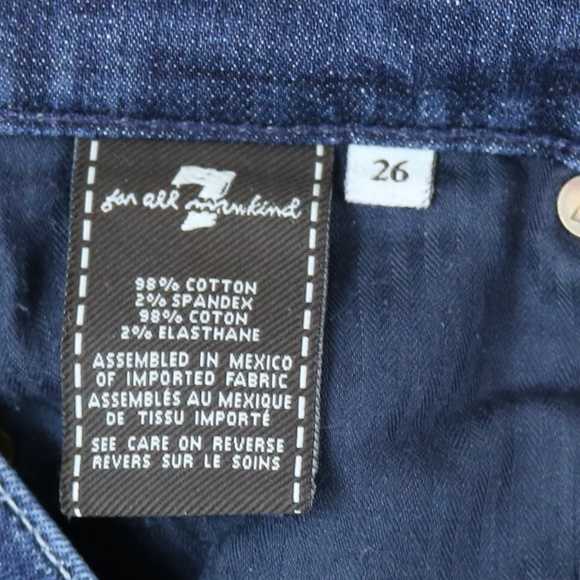 7
for all mankind
26
98% COTTON
2% SPANDEX
98% COTON
2% ELASTHANE
ASSEMBLED IN MEXICO
OF IMPORTED FABRIC
ASSEMBLÉS AU MEXIQUE
DE TISSU IMPORTÉ
SEE CARE ON REVERSE
REVERS SUR LE SOINS